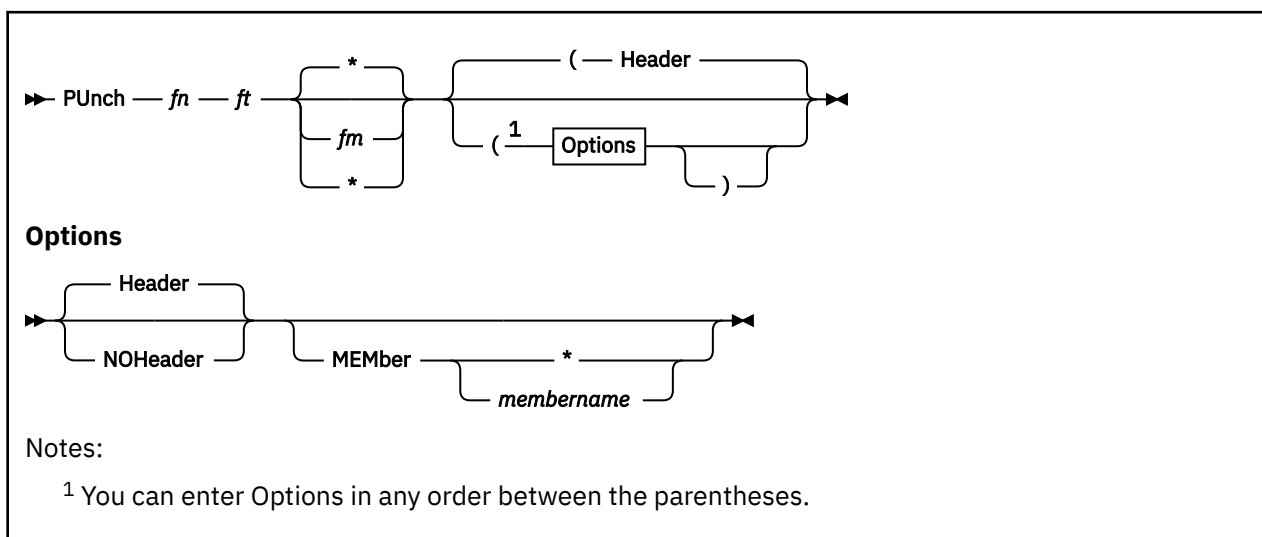 * ( Header
PUnch fn ft
fm ( 1 Options
* )
Options
Header
NOHeader MEMber *
membername
Notes:
1 You can enter Options in any order between the parentheses.